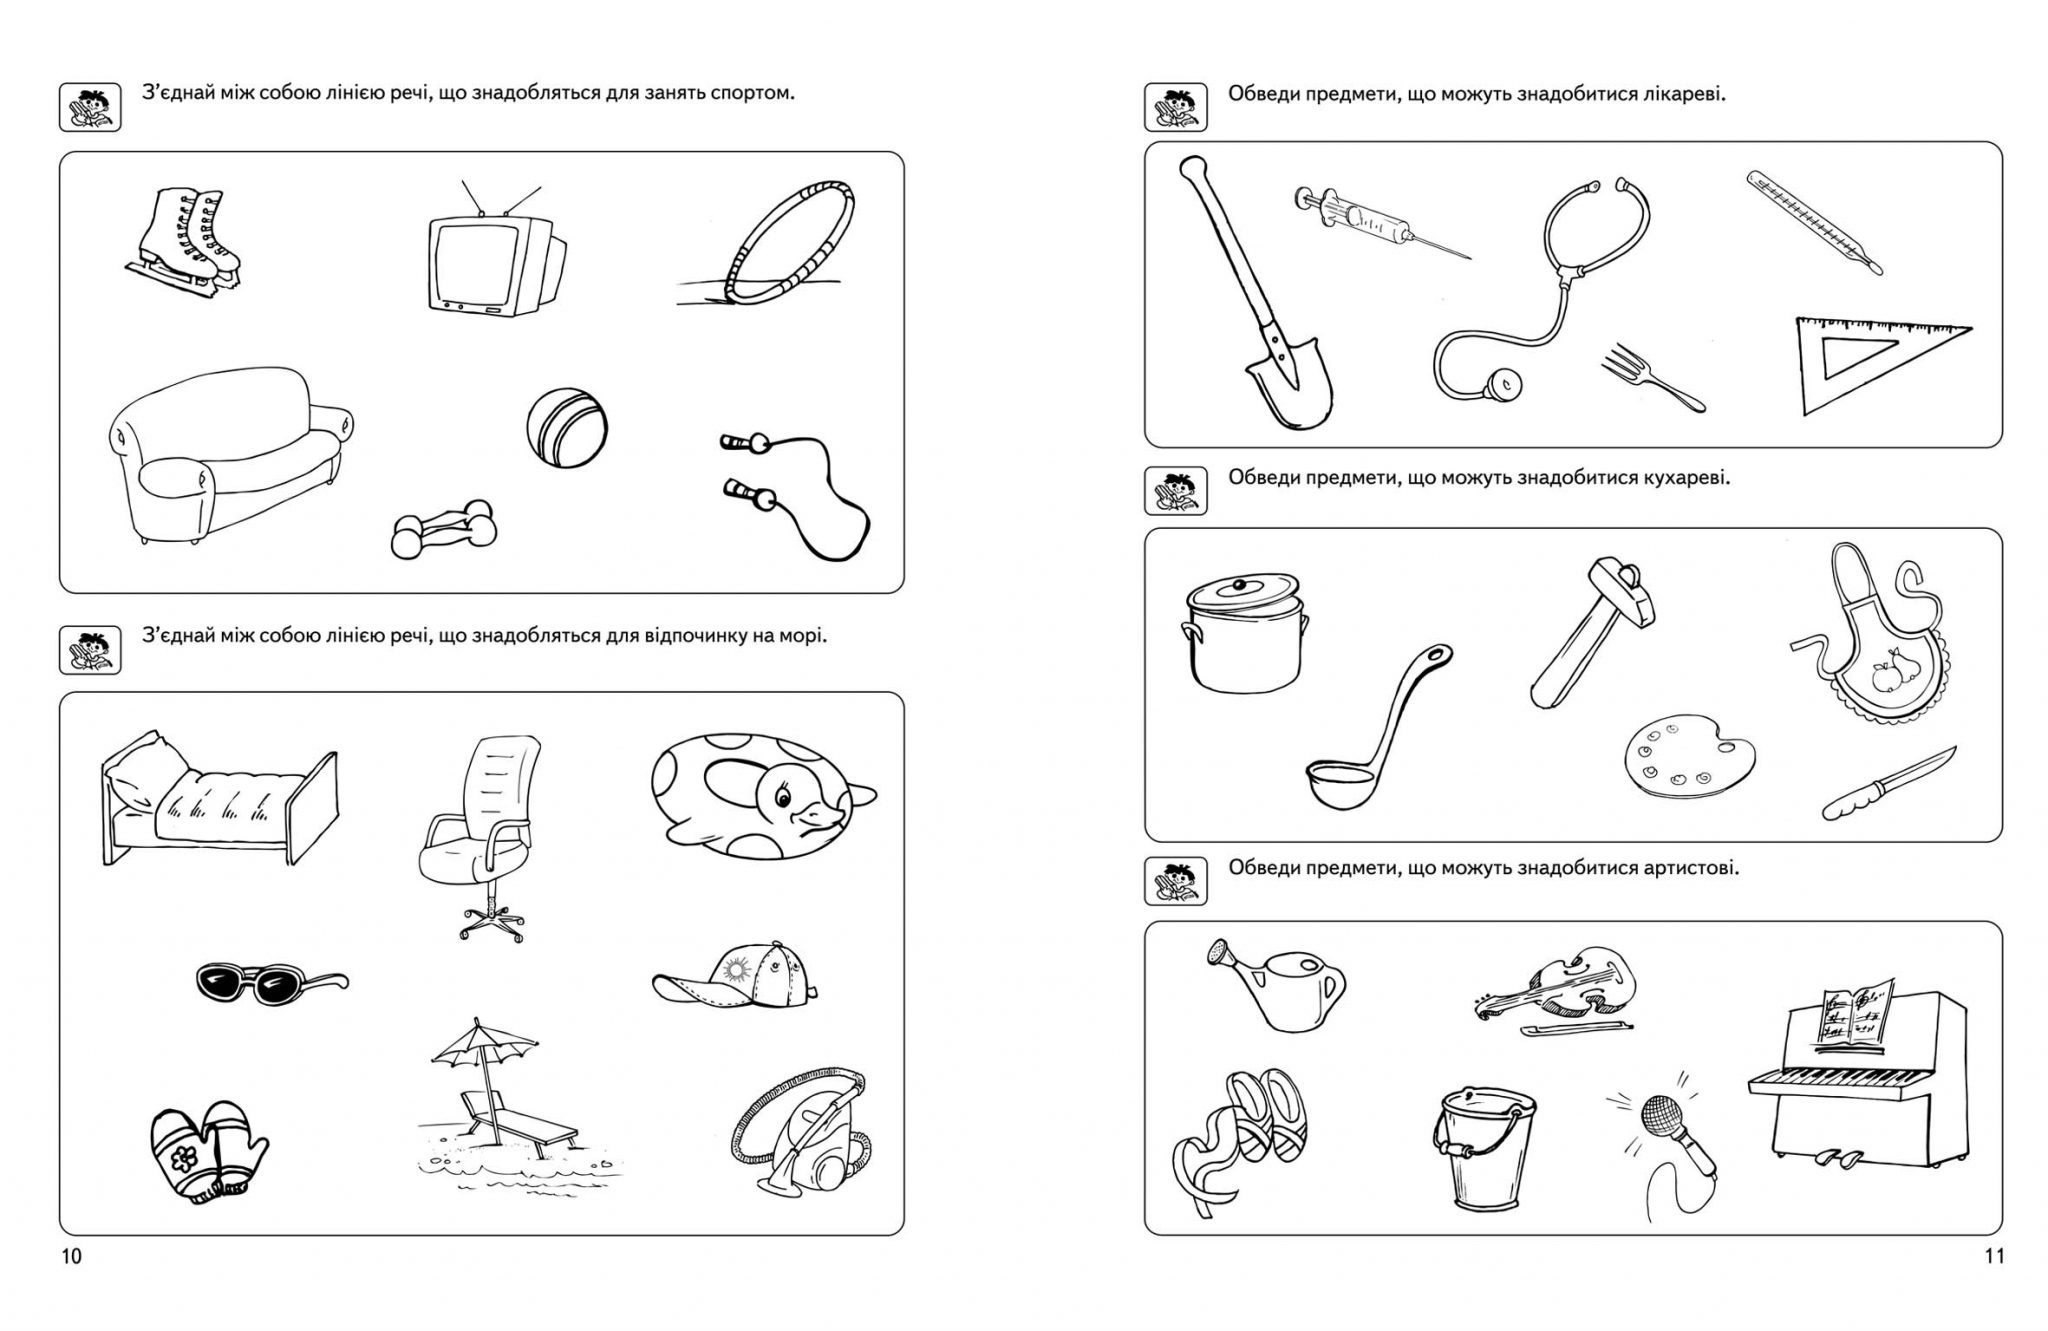 З’єднай між собою лінією речі, що знадобляться для занять спортом.
З’єднай між собою лінією речі, що знадобляться для відпочинку на морі.
10
Обведи предмети, що можуть знадобитися лікареві.
Обведи предмети, що можуть знадобитися кухареві.
Обведи предмети, що можуть знадобитися артистові.
11